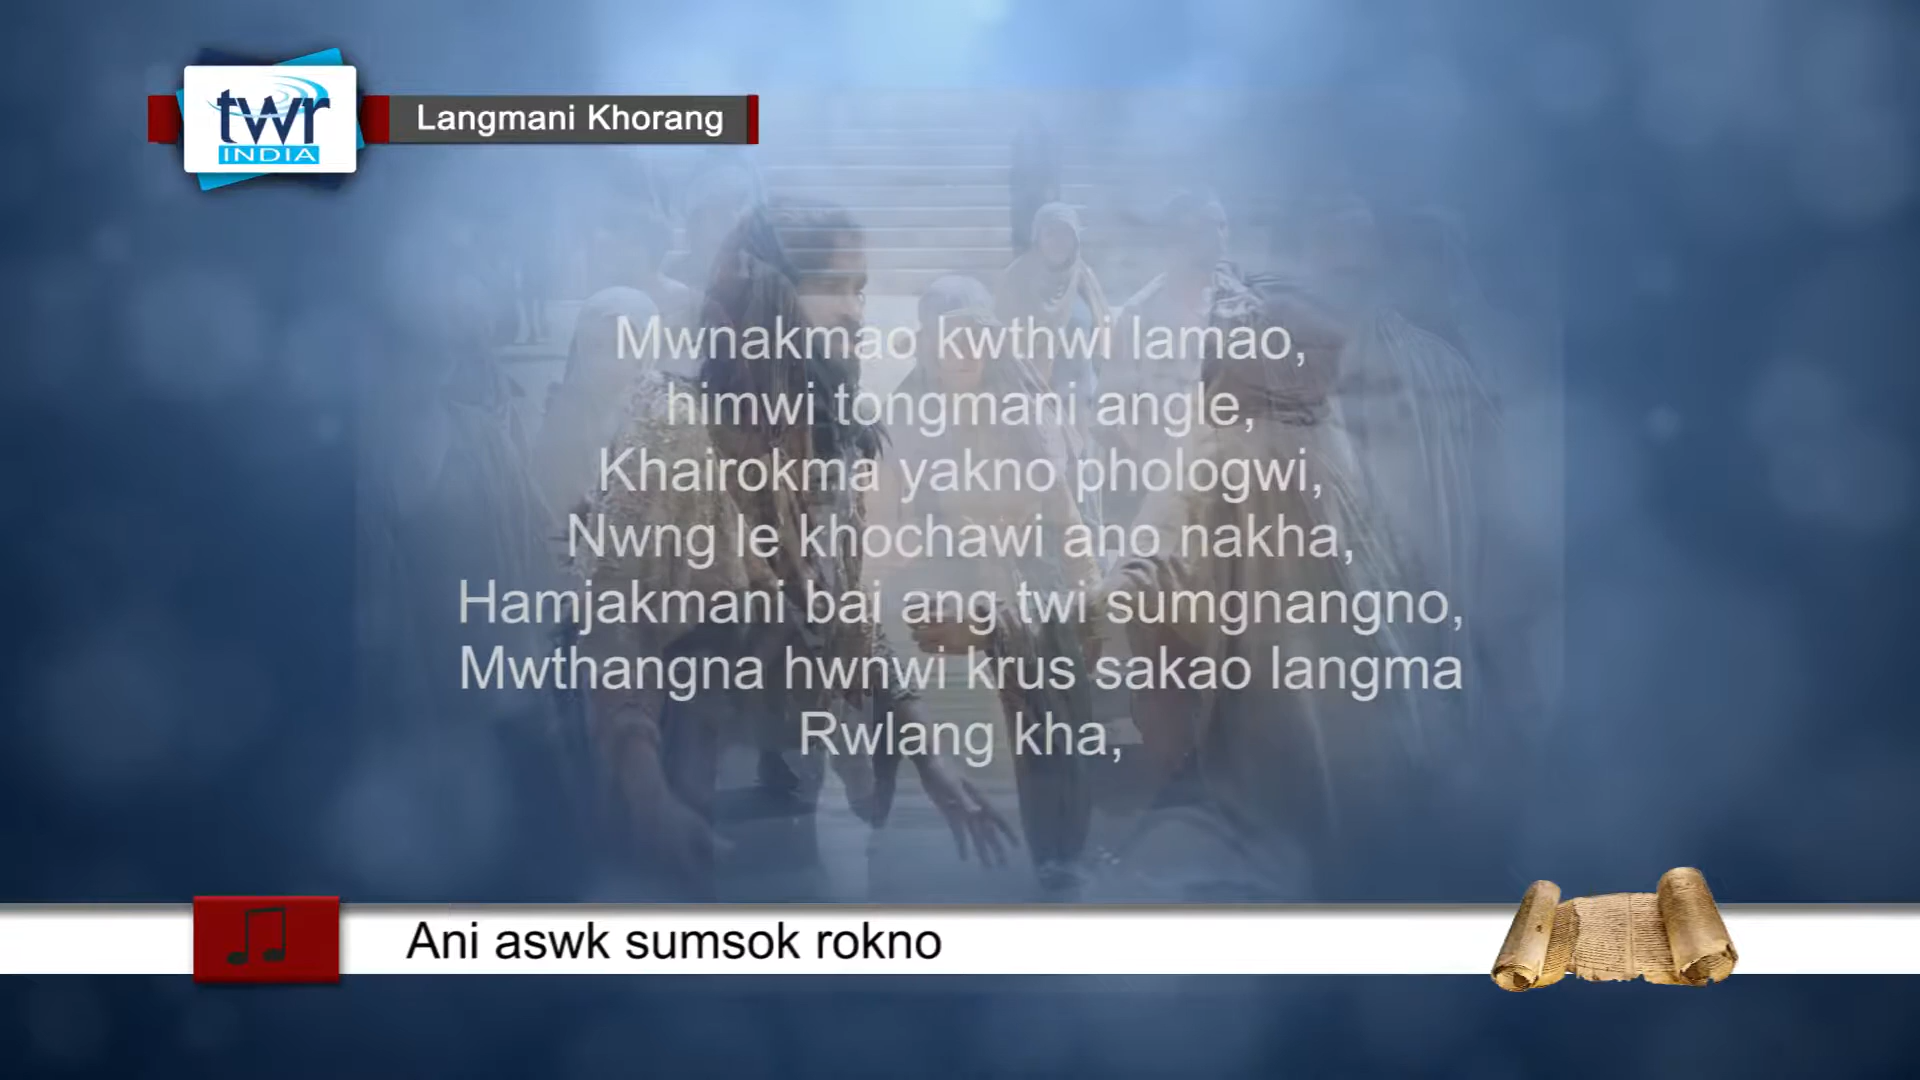 twr
INDIA
Langmani Khorang
Mwnakmao kwthwi lamao,
himwi tongmani angle,
Khairokma yakno phologwi,
Nwng le khochawi ano nakha,
Hamjakmani bai ang twi sumgnangno,
Mwthangna hwnwi krus sakao langma
Rwlang kha,
Ani aswk sumsok rokno